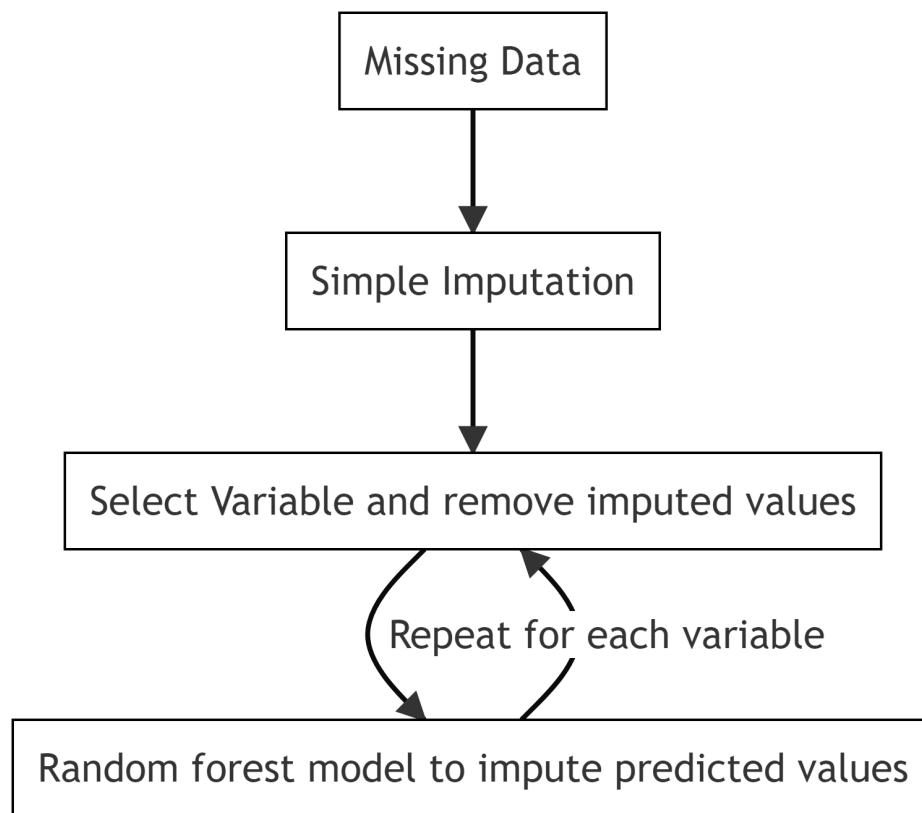 Missing Data
Simple Imputation
Select Variable and remove imputed values
Repeat for each variable
Random forest model to impute predicted values